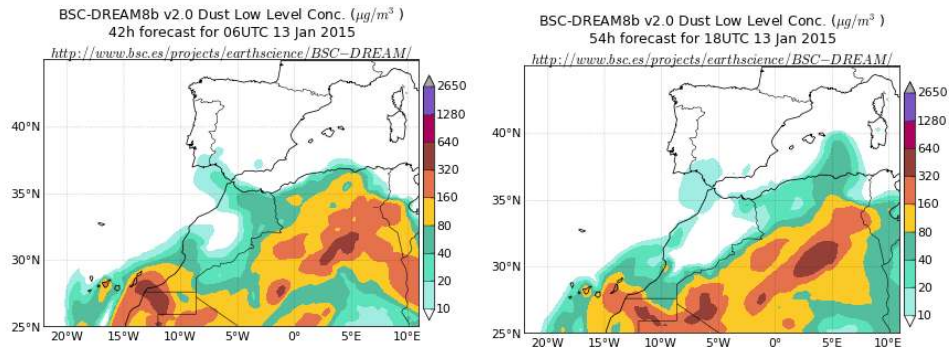 BSC-DREAM8b v2.0 Dust Low Level Conc. (μg/m³ )
42h forecast for 06UTC 13 Jan 2015
http://www.bsc.es/projects/earthscience/BSC-DREAM/
40°N
35°N
30°N
25°N
20°W
15°W
10°W
5°W
0°E
5°E
10°E
2650
1280
640
320
160
80
40
20
10
BSC-DREAM8b v2.0 Dust Low Level Conc. (μg/m³ )
54h forecast for 18UTC 13 Jan 2015
http://www.bsc.es/projects/earthscience/BSC-DREAM/
40°N
35°N
30°N
25°N
20°W
15°W
10°W
5°W
0°E
5°E
10°E
2650
1280
640
320
160
80
40
20
10